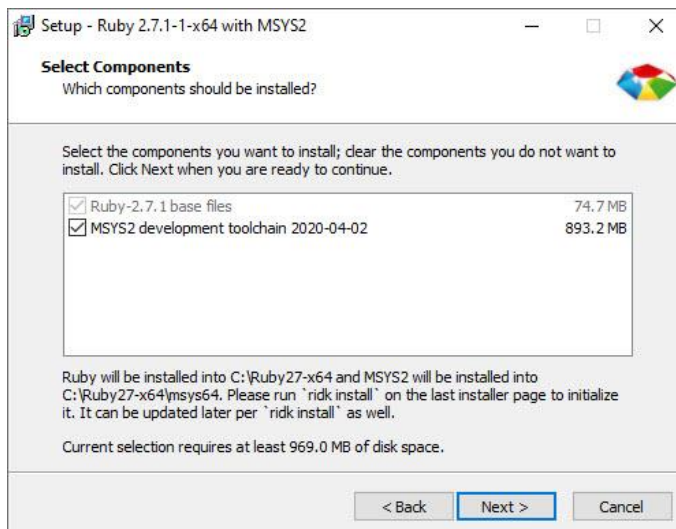 Setup - Ruby 2.7.1-1-x64 with MSYS2
Select Components
Which components should be installed?
Select the components you want to install; clear the components you do not want to
install. Click Next when you are ready to continue.
Ruby-2.7.1 base files 74.7 MB
MSYS2 development toolchain 2020-04-02 893.2 MB
Ruby will be installed into C:\Ruby27-x64 and MSYS2 will be installed into
C:\Ruby27-x64\msys64. Please run `ridk install` on the last installer page to initialize
it. It can be updated later per `ridk install` as well.
Current selection requires at least 969.0 MB of disk space.
< Back Next > Cancel